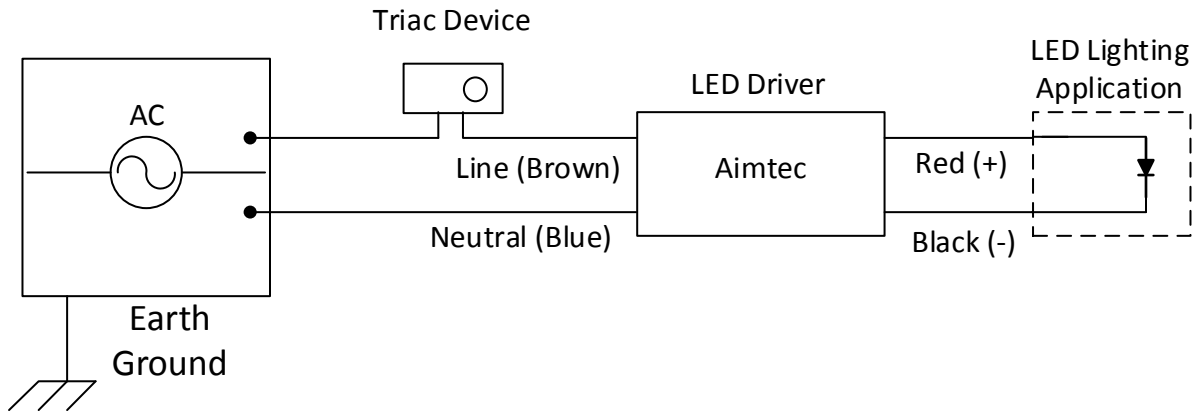 Triac Device
LED Lighting
Application
LED Driver
AC
Line (Brown)
Aimtec
Red (+)
Neutral (Blue)
Black (-)
Earth
Ground